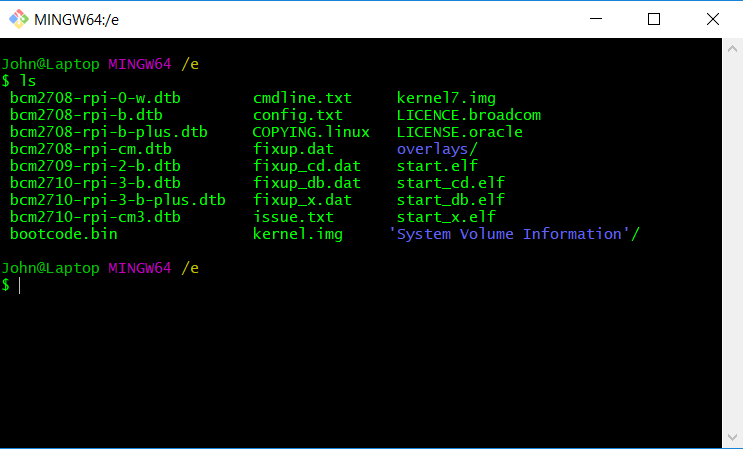 MINGW64:/e
John@Laptop MINGW64 /e
$ ls
bcm2708-rpi-0-w.dtb cmdline.txt kernel7.img
bcm2708-rpi-b.dtb config.txt LICENCE.broadcom
bcm2708-rpi-b-plus.dtb COPYING.linux LICENSE.oracle
bcm2708-rpi-cm.dtb fixup.dat overlays/
bcm2709-rpi-2-b.dtb fixup_cd.dat start.elf
bcm2710-rpi-3-b.dtb fixup_db.dat start_cd.elf
bcm2710-rpi-3-b-plus.dtb fixup_x.dat start_db.elf
bcm2710-rpi-cm3.dtb issue.txt start_x.elf
bootcode.bin kernel.img 'System Volume Information'/
John@Laptop MINGW64 /e
$